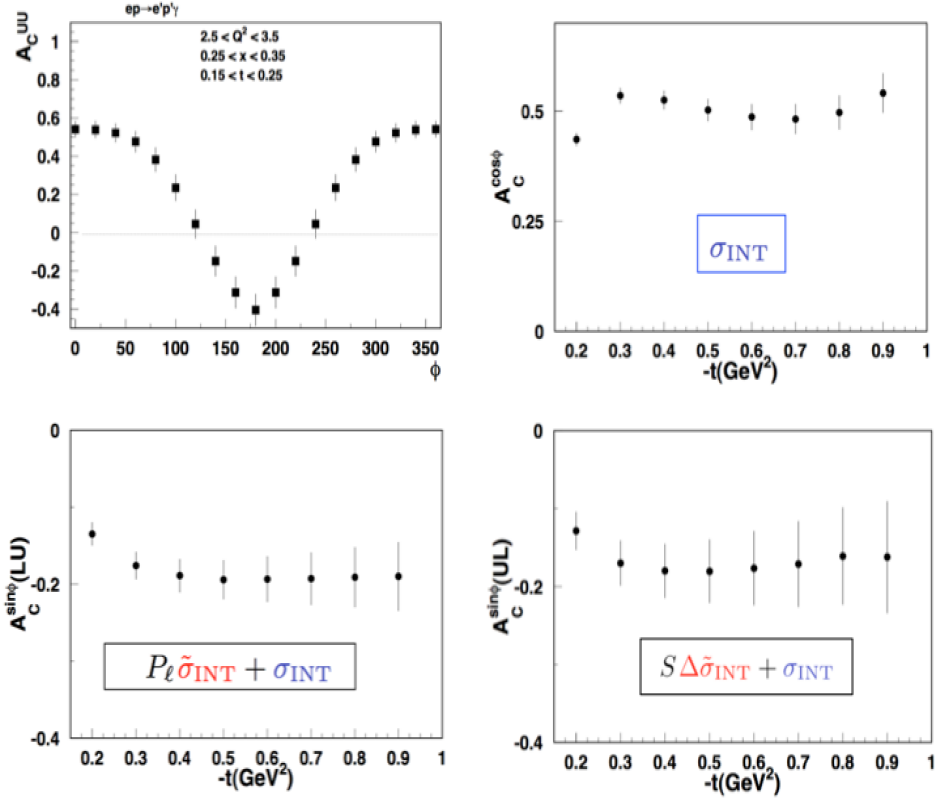 ep→e'p'γ
A_C^UU
2.5 < Q² < 3.5
0.25 < x < 0.35
0.15 < t < 0.25
1
0.8
0.6
0.4
0.2
0
-0.2
-0.4
0 50 100 150 200 250 300 350
ϕ
A_C^cosϕ
0.5
0.25
0
σ_INT
0.2 0.3 0.4 0.5 0.6 0.7 0.8 0.9 1
-t(GeV²)
A_C^sinϕ(LU)
0
-0.2
-0.4
P_ℓ σ̃_INT + σ_INT
0.2 0.3 0.4 0.5 0.6 0.7 0.8 0.9 1
-t(GeV²)
A_C^sinϕ(UL)
0
-0.2
-0.4
S Δσ̃_INT + σ_INT
0.2 0.3 0.4 0.5 0.6 0.7 0.8 0.9 1
-t(GeV²)